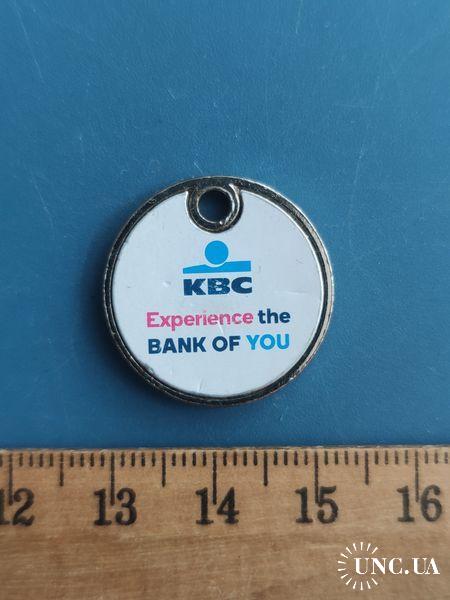 KBC
Experience the
BANK OF YOU
12 13 14 15 16
UNC.UA